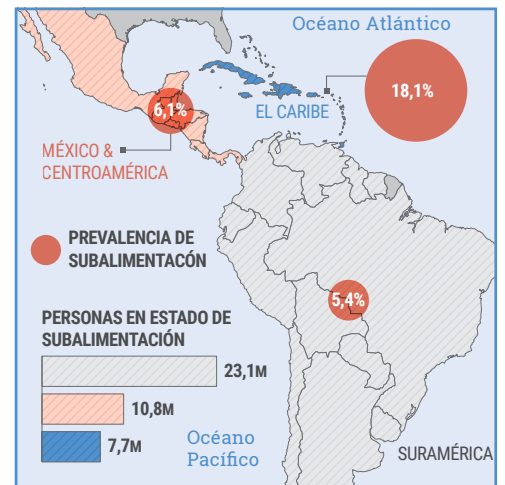 Océano Atlántico
18,1%
6,1%
EL CARIBE
MÉXICO &
CENTROAMÉRICA
PREVALENCIA DE
SUBALIMENTACÓN
5,4%
PERSONAS EN ESTADO DE
SUBALIMENTACIÓN
23,1M
10,8M
7,7M
Océano
Pacífico
SURAMÉRICA